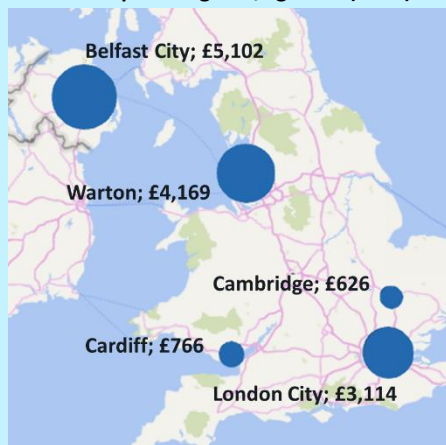 Belfast City; £5,102
Warton; £4,169
Cambridge; £626
Cardiff; £766
London City; £3,114